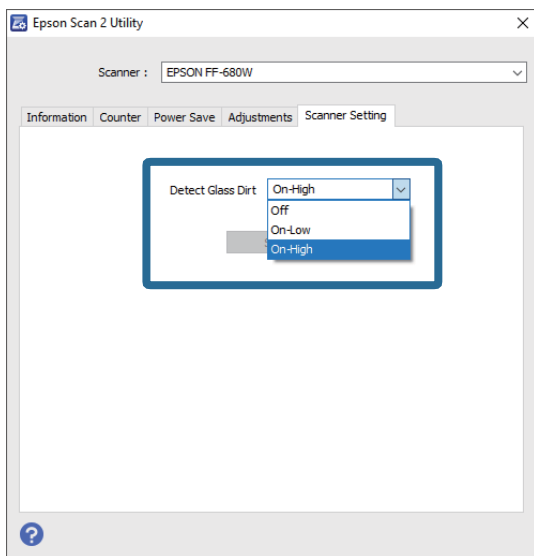 Epson Scan 2 Utility
Scanner : EPSON FF-680W
Information Counter Power Save Adjustments Scanner Setting
Detect Glass Dirt On-High
Off
On-Low
On-High
?